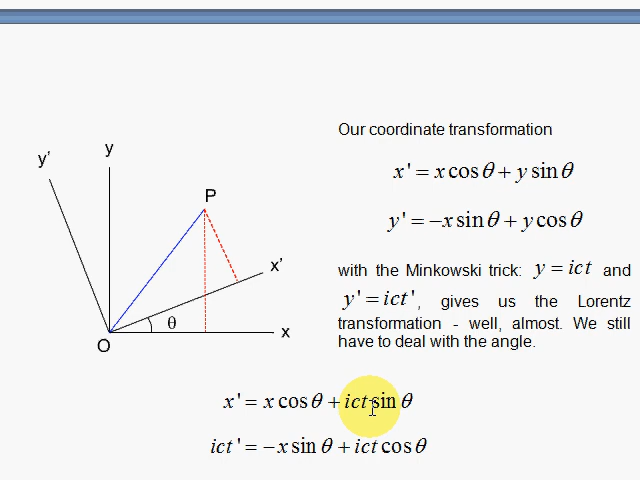 Our coordinate transformation
x' = x cos θ + y sin θ
y' = −x sin θ + y cos θ
with the Minkowski trick: y = ict and
y' = ict', gives us the Lorentz
transformation - well, almost. We still
have to deal with the angle.
y'
y
P
x'
θ
x
O
x' = x cos θ + ict sin θ
ict' = −x sin θ + ict cos θ